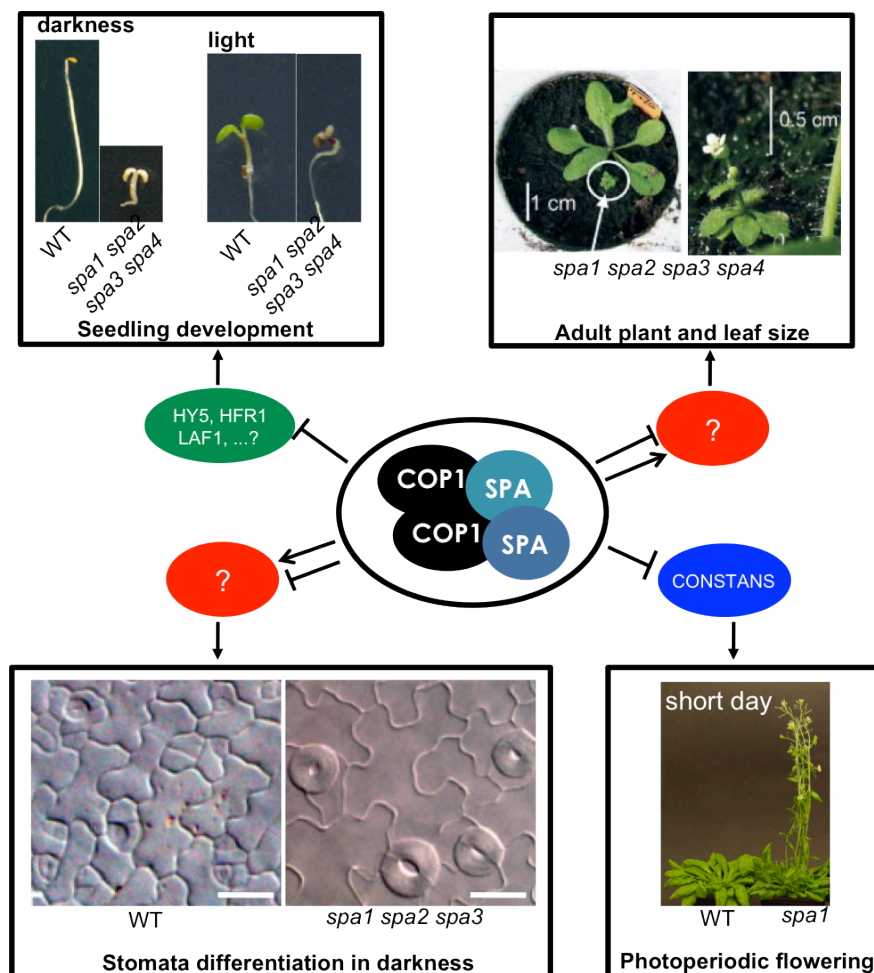 darkness
light
WT
spa1 spa2
spa3 spa4
WT
spa1 spa2
spa3 spa4
Seedling development
1 cm
0.5 cm
spa1 spa2 spa3 spa4
Adult plant and leaf size
HY5, HFR1
LAF1, ...?
?
COP1
SPA
COP1
SPA
?
CONSTANS
WT
spa1 spa2 spa3
Stomata differentiation in darkness
short day
WT
spa1
Photoperiodic flowering